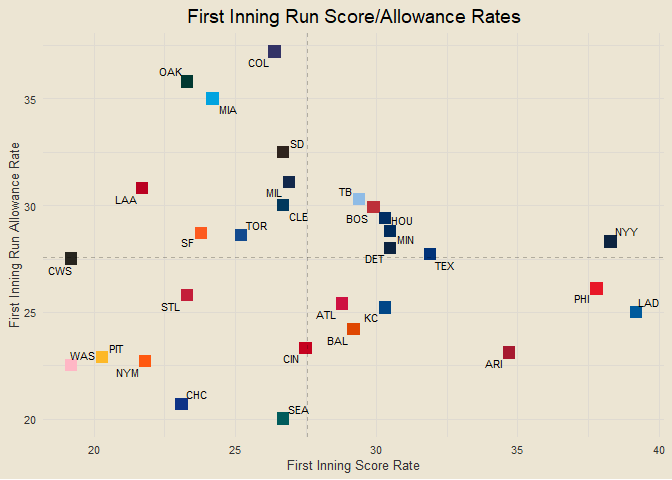 First Inning Run Score/Allowance Rates
COL
OAK
MIA
35
SD
MIL
LAA
CLE
TB
BOS
HOU
30
TOR
SF
MIN
NYY
DET
TEX
CWS
PHI
STL
ATL
KC
LAD
25
BAL
WAS
PIT
CIN
ARI
NYM
CHC
SEA
20
First Inning Run Allowance Rate
20
25
30
35
40
First Inning Score Rate